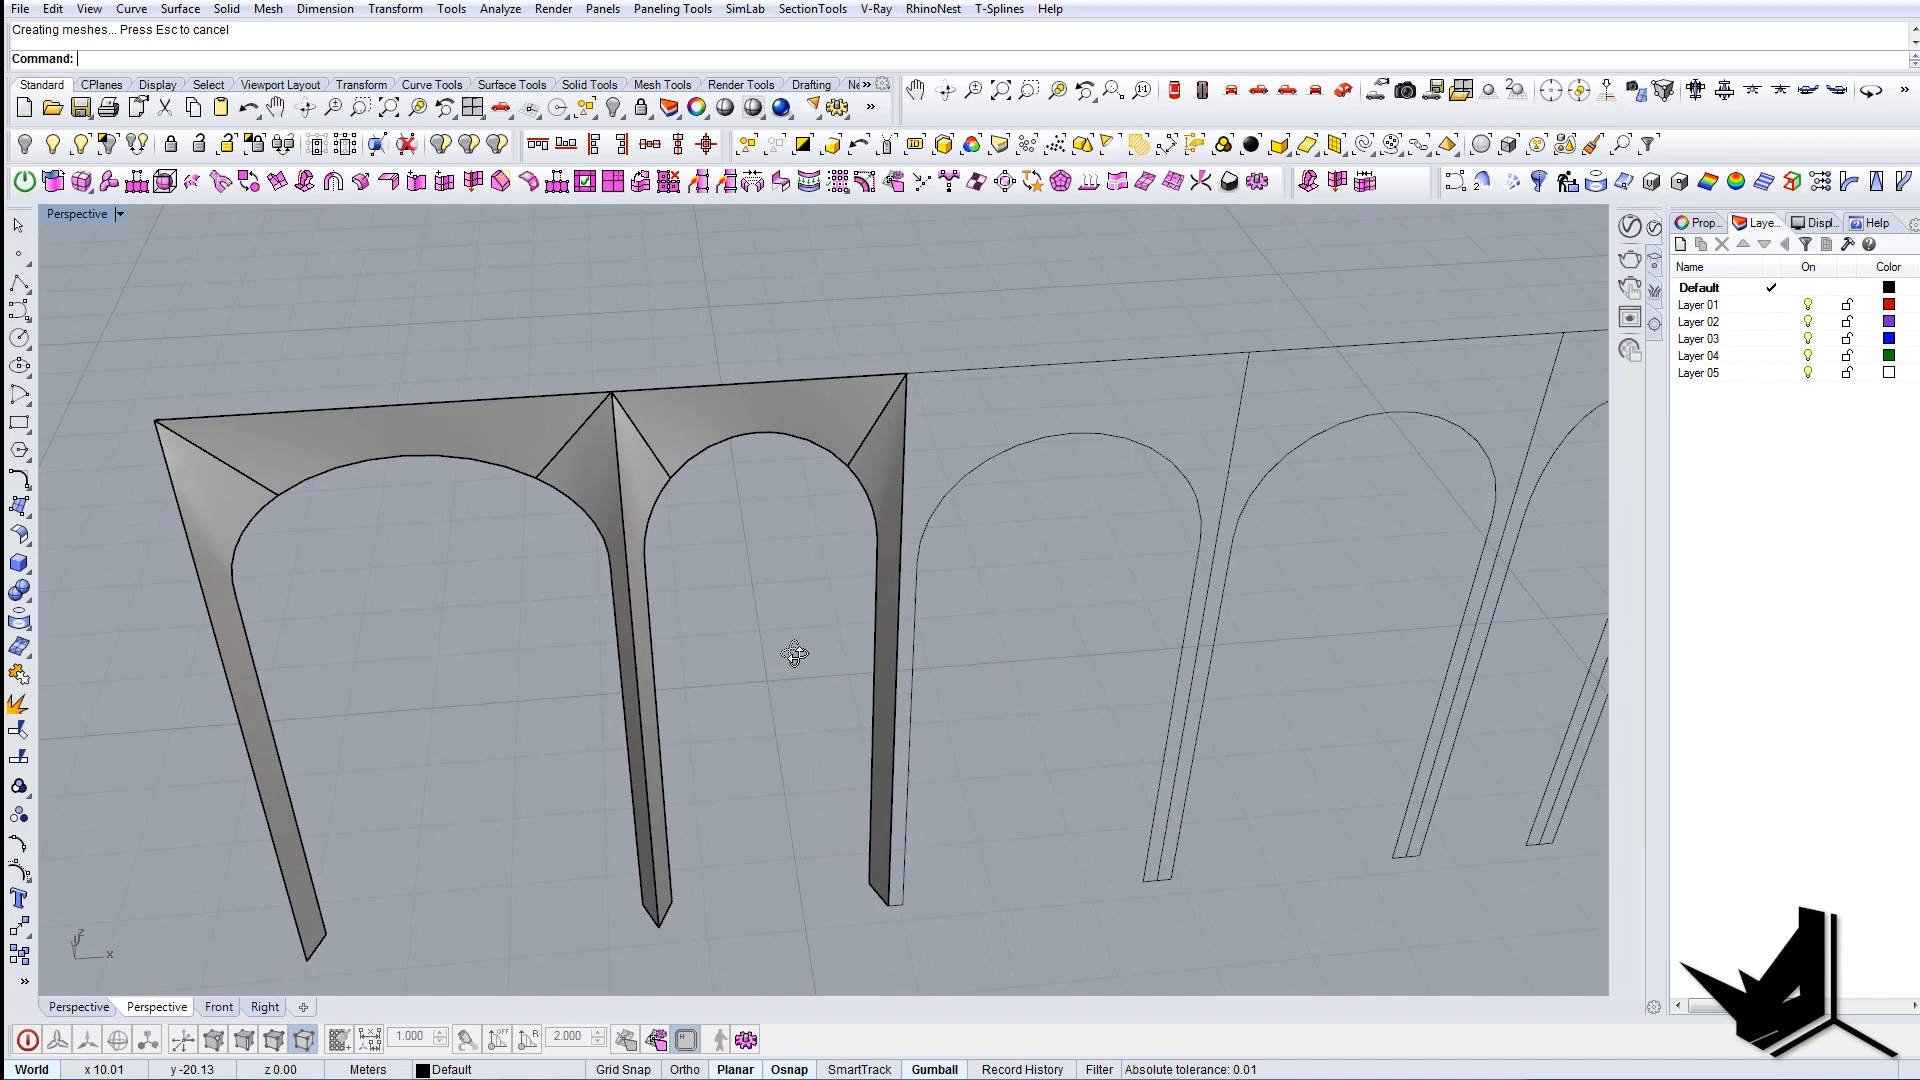 File Edit View Curve Surface Solid Mesh Dimension Transform Tools Analyze Render Panels Paneling Tools SimLab SectionTools V-Ray RhinoNest T-Splines Help
Creating meshes... Press Esc to cancel
Command:
Standard CPlanes Display Select Viewport Layout Transform Curve Tools Surface Tools Solid Tools Mesh Tools Render Tools Drafting Ne
Perspective
Prop... Laye... Displ... Help
Name On Color
Default
Layer 01
Layer 02
Layer 03
Layer 04
Layer 05
z
y
x
Perspective Perspective Front Right
1.000 2.000
World x 10.01 y -20.13 z 0.00 Meters Default Grid Snap Ortho Planar Osnap SmartTrack Gumball Record History Filter Absolute tolerance: 0.01